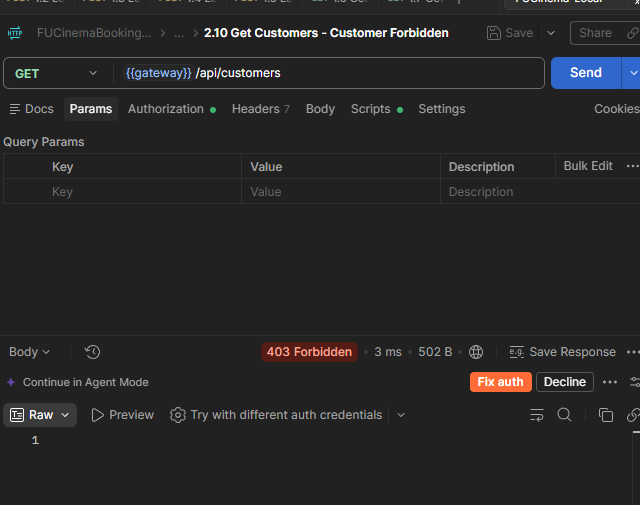 HTTP FUCinemaBooking... > ... > 2.10 Get Customers - Customer Forbidden Save Share
GET {{gateway}} /api/customers Send
Docs Params Authorization Headers 7 Body Scripts Settings Cookies
Query Params
Key Value Description Bulk Edit ...
Key Value Description
Body 403 Forbidden • 3 ms • 502 B • e.g. Save Response ...
Continue in Agent Mode Fix auth Decline ...
Raw Preview Try with different auth credentials
1